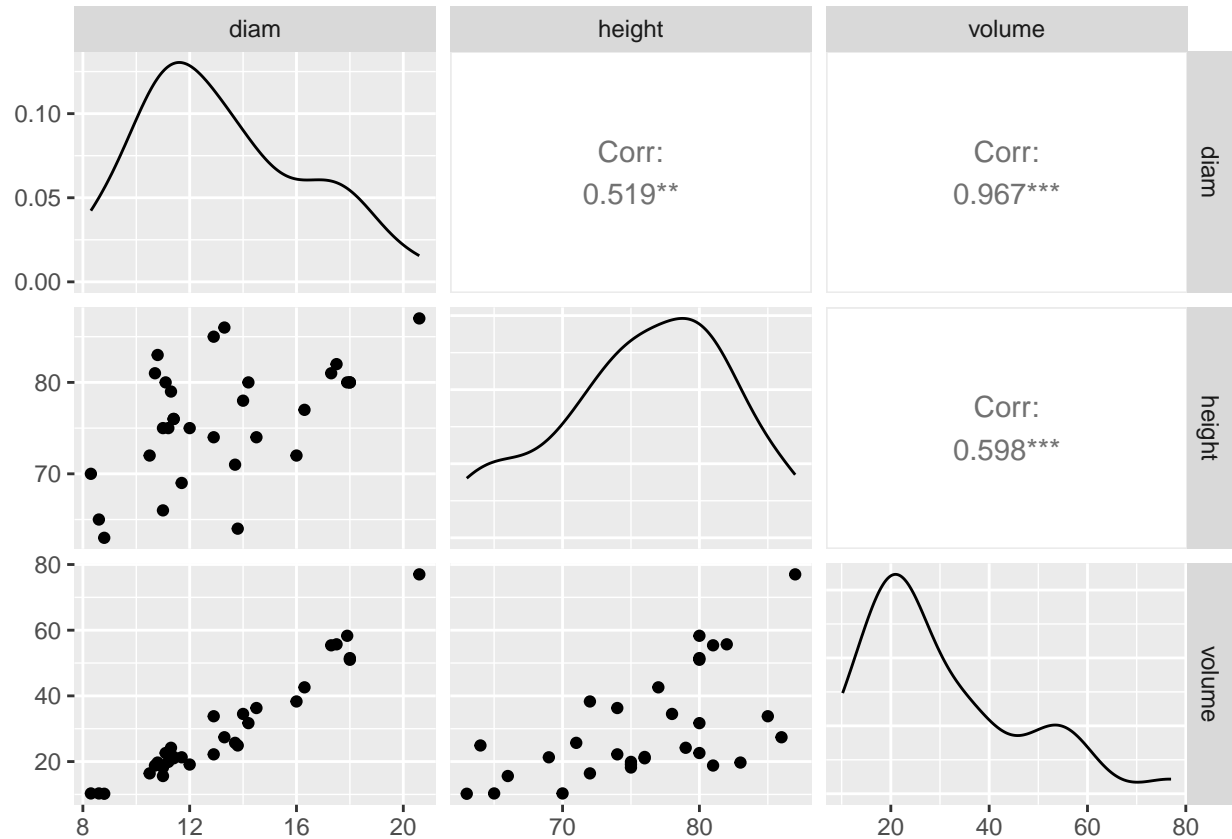 diam height volume
0.10
0.05
0.00
Corr:
0.519**
Corr:
0.967***
diam
80
70
Corr:
0.598***
height
80
60
40
20
volume
8 12 16 20 70 80 20 40 60 80